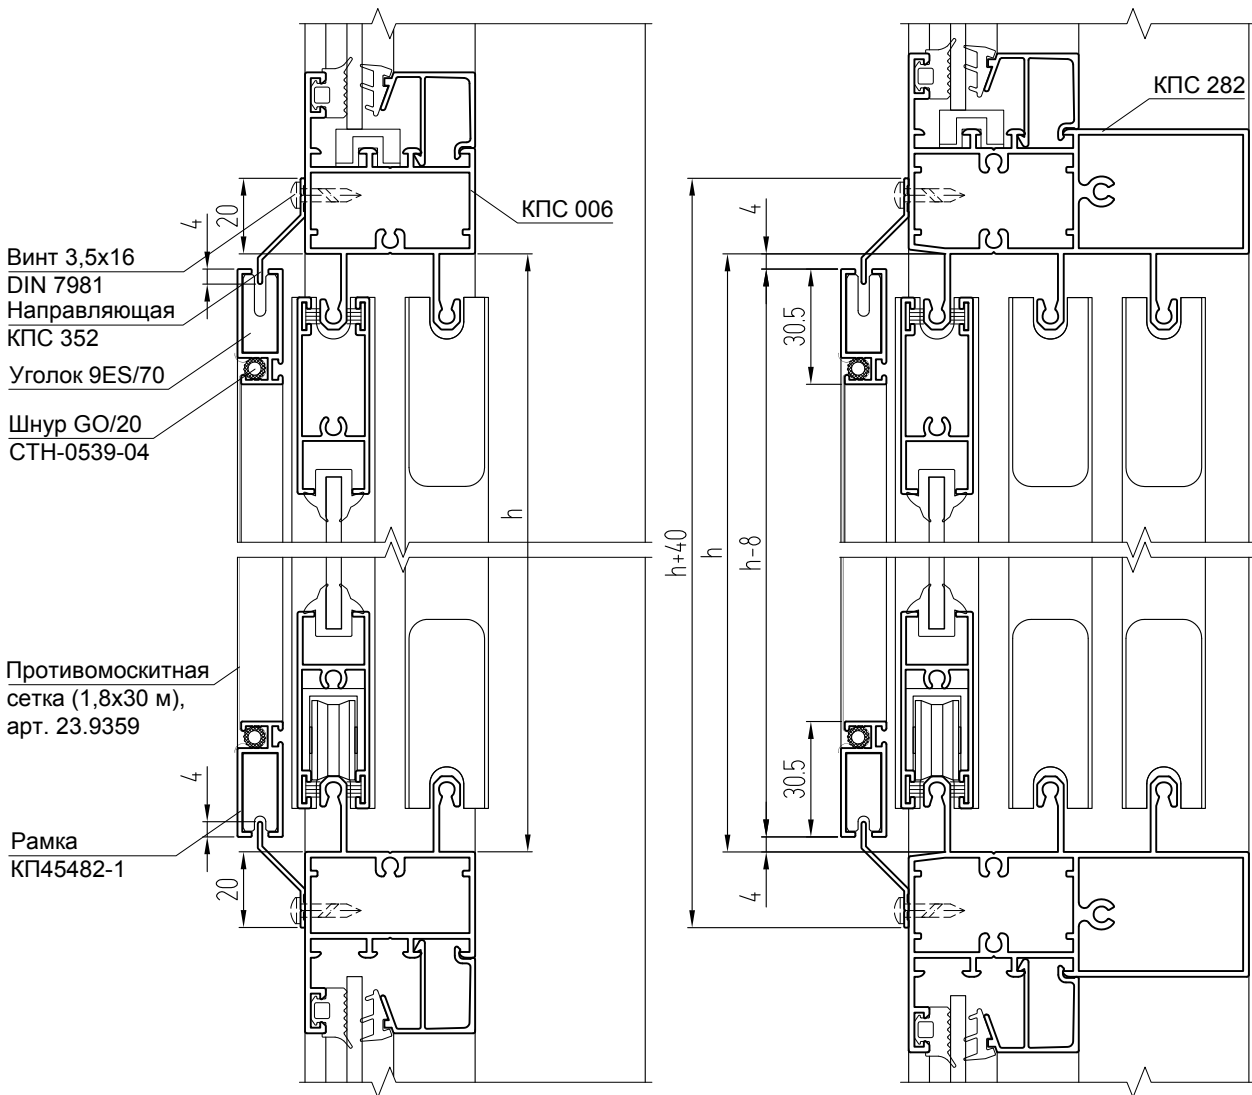 КПС 282
КПС 006
4
20
4
Винт 3,5х16
DIN 7981
Направляющая
КПС 352
Уголок 9ES/70
Шнур GO/20
СТН-0539-04
30.5
h
h+40
h
h-8
Противомоскитная
сетка (1,8х30 м),
арт. 23.9359
4
30.5
Рамка
КП45482-1
20
4